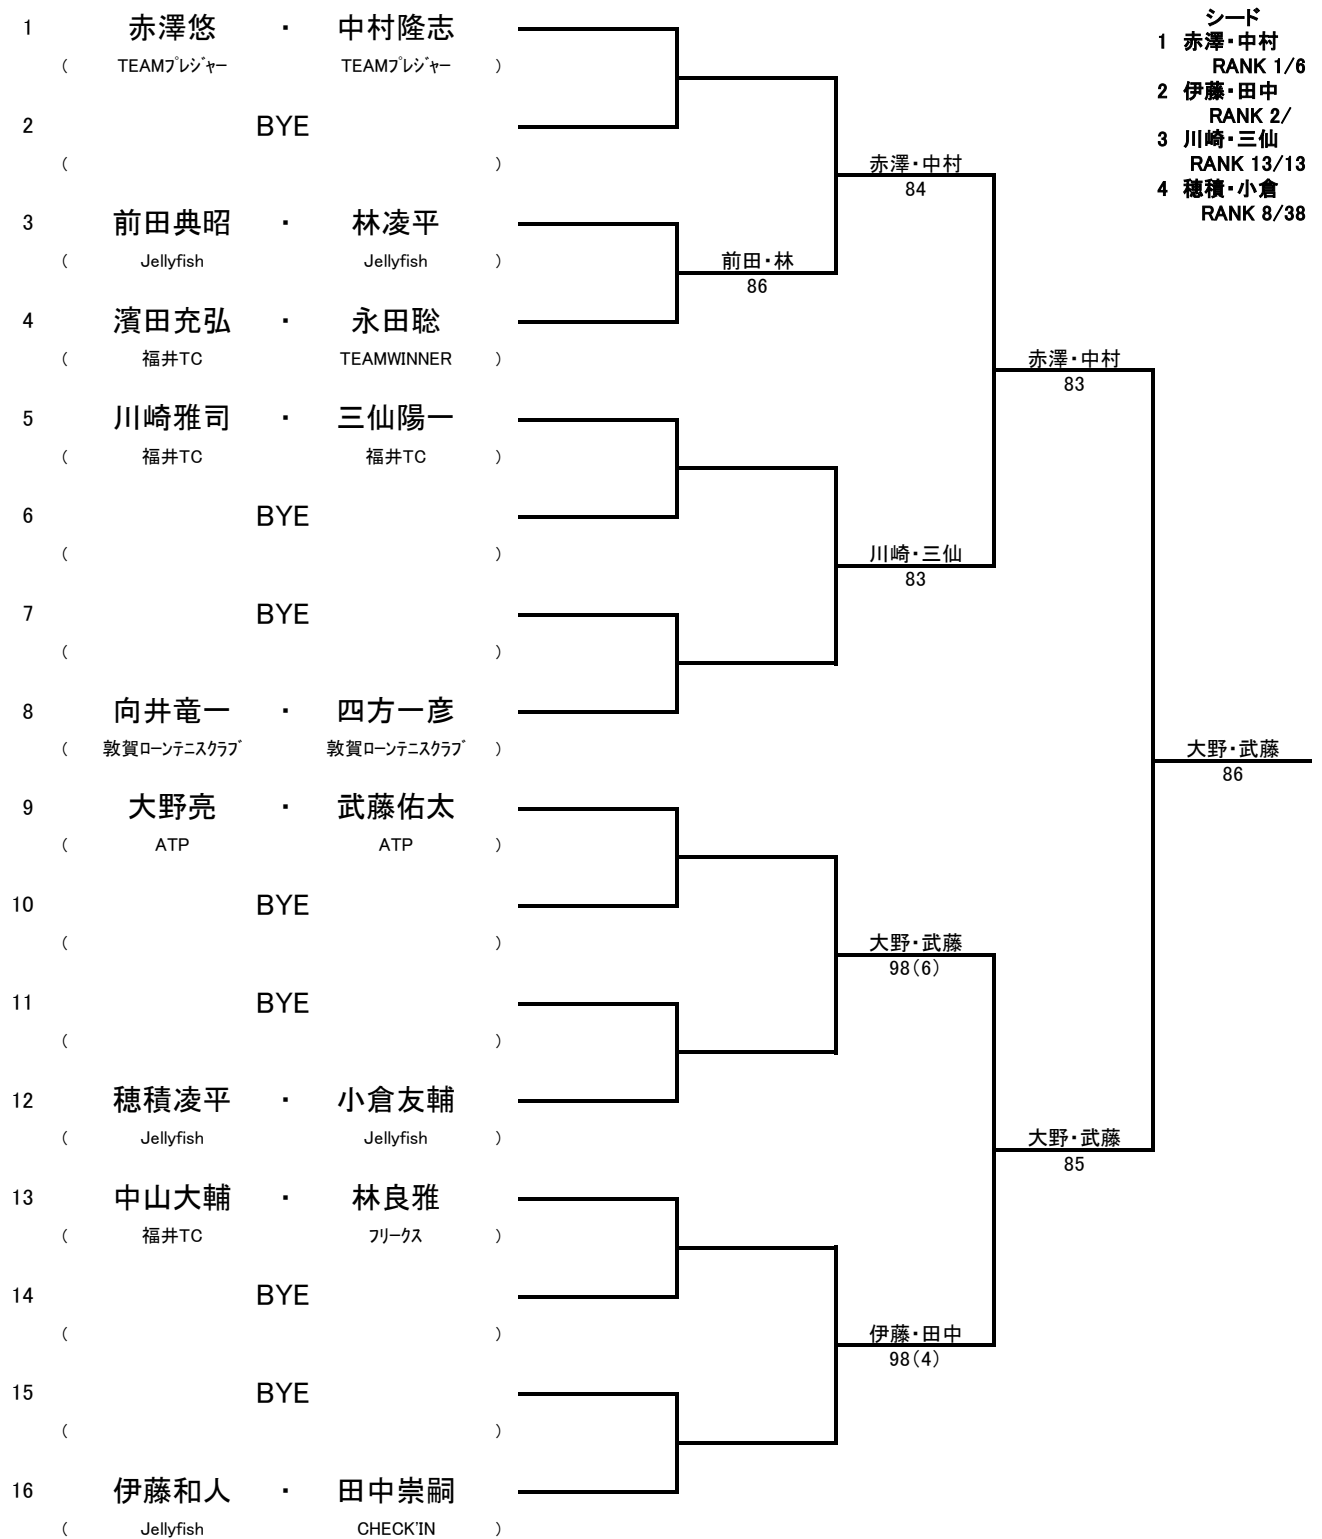 シード
1 赤澤・中村
RANK 1/6
2 伊藤・田中
RANK 2/
3 川崎・三仙
RANK 13/13
4 穂積・小倉
RANK 8/38
1 赤澤悠 ・ 中村隆志
( TEAMプレジャー TEAMプレジャー )
2 BYE
( )
赤澤・中村
84
3 前田典昭 ・ 林凌平
( Jellyfish Jellyfish )
前田・林
86
4 濱田充弘 ・ 永田聡
( 福井TC TEAMWINNER )
赤澤・中村
83
5 川崎雅司 ・ 三仙陽一
( 福井TC 福井TC )
6 BYE
( )
川崎・三仙
83
7 BYE
( )
8 向井竜一 ・ 四方一彦
( 敦賀ローンテニスクラブ 敦賀ローンテニスクラブ )
大野・武藤
86
9 大野亮 ・ 武藤佑太
( ATP ATP )
10 BYE
( )
大野・武藤
98(6)
11 BYE
( )
12 穂積凌平 ・ 小倉友輔
( Jellyfish Jellyfish )
大野・武藤
85
13 中山大輔 ・ 林良雅
( 福井TC フリークス )
14 BYE
( )
伊藤・田中
98(4)
15 BYE
( )
16 伊藤和人 ・ 田中崇嗣
( Jellyfish CHECK'IN )